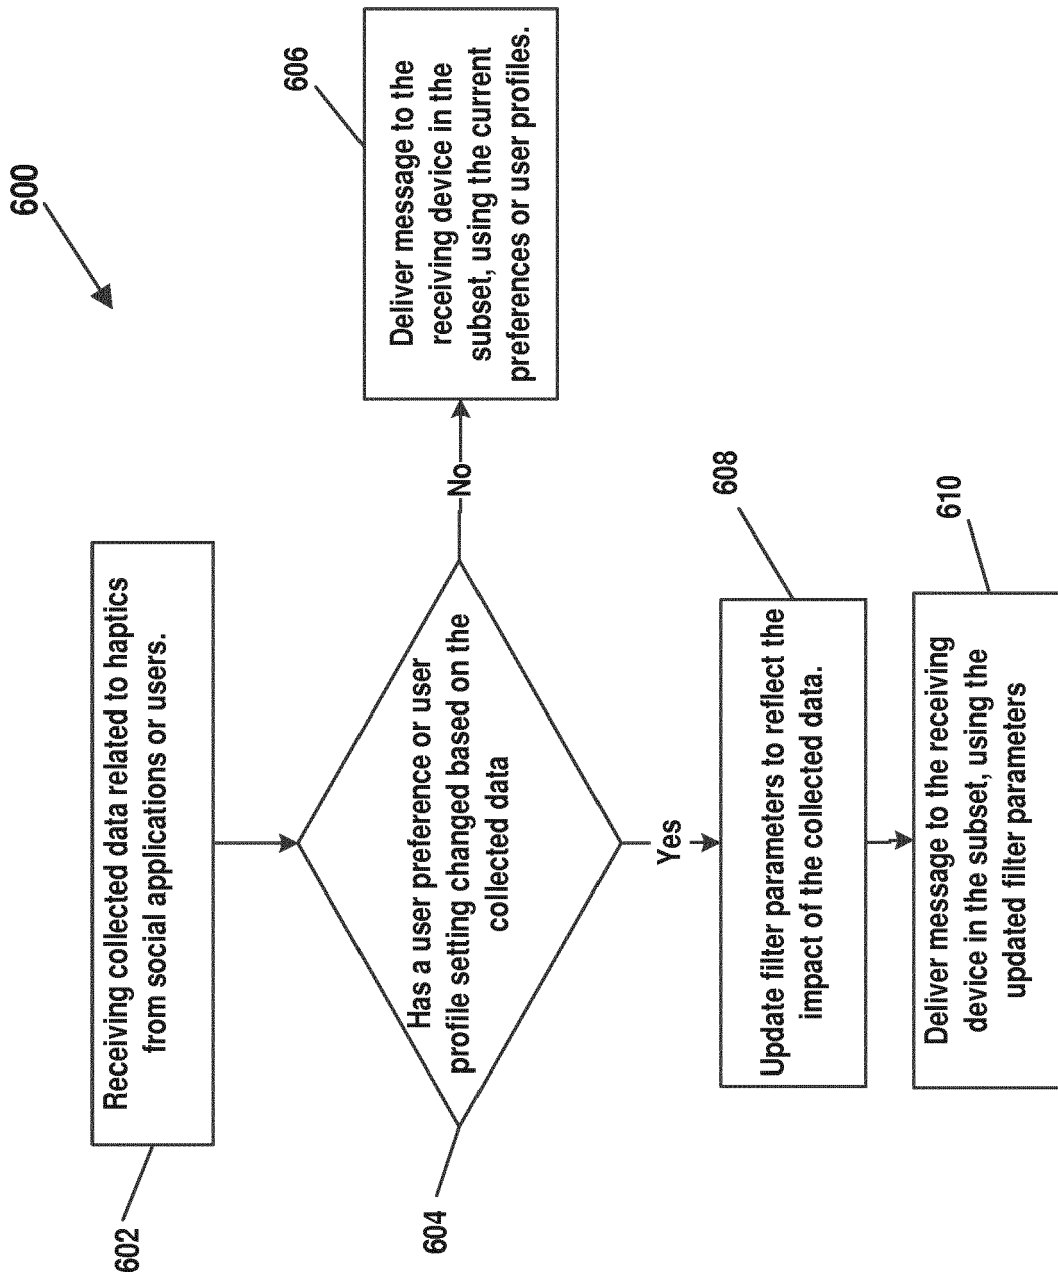 600
602
Receiving collected data related to haptics
from social applications or users.
604
Has a user preference or user
profile setting changed based on the
collected data
No
606
Deliver message to the
receiving device in the
subset, using the current
preferences or user profiles.
Yes
608
Update filter parameters to reflect the
impact of the collected data.
610
Deliver message to the receiving
device in the subset, using the
updated filter parameters